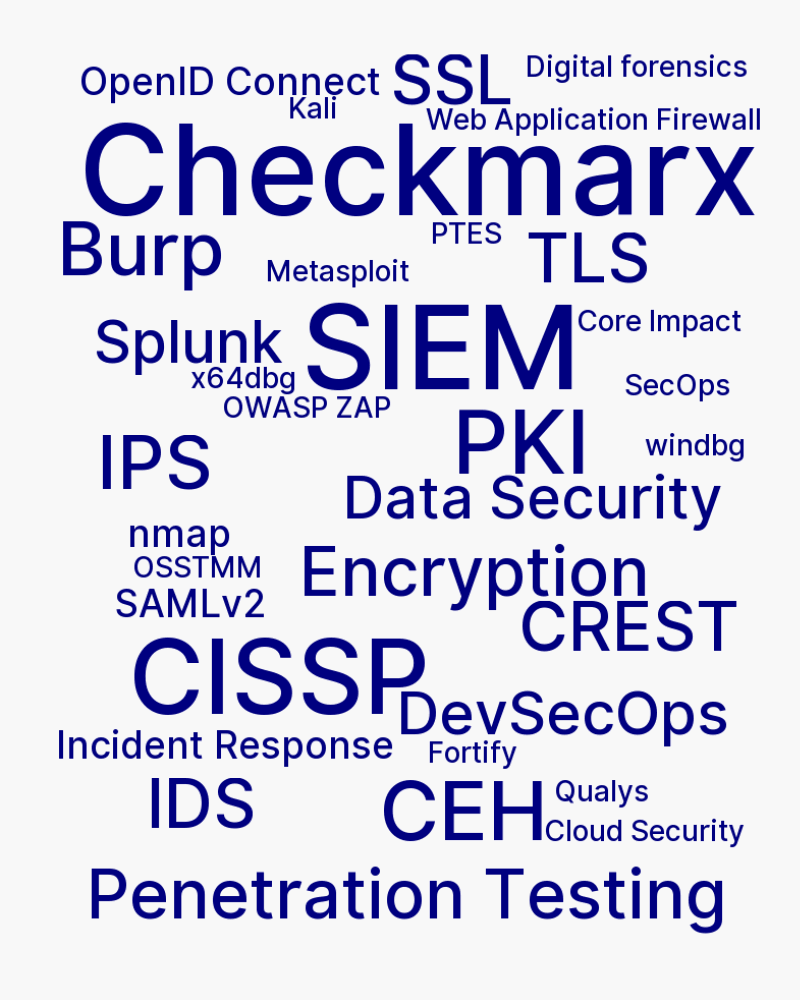 OpenID Connect
SSL
Digital forensics
Kali
Web Application Firewall
Checkmarx
Burp
PTES
TLS
Metasploit
SIEM
Core Impact
Splunk
x64dbg
SecOps
OWASP ZAP
PKI
windbg
IPS
Data Security
nmap
OSSTMM
Encryption
SAMLv2
CREST
CISSP
DevSecOps
Incident Response
Fortify
IDS
CEH
Qualys
Cloud Security
Penetration Testing